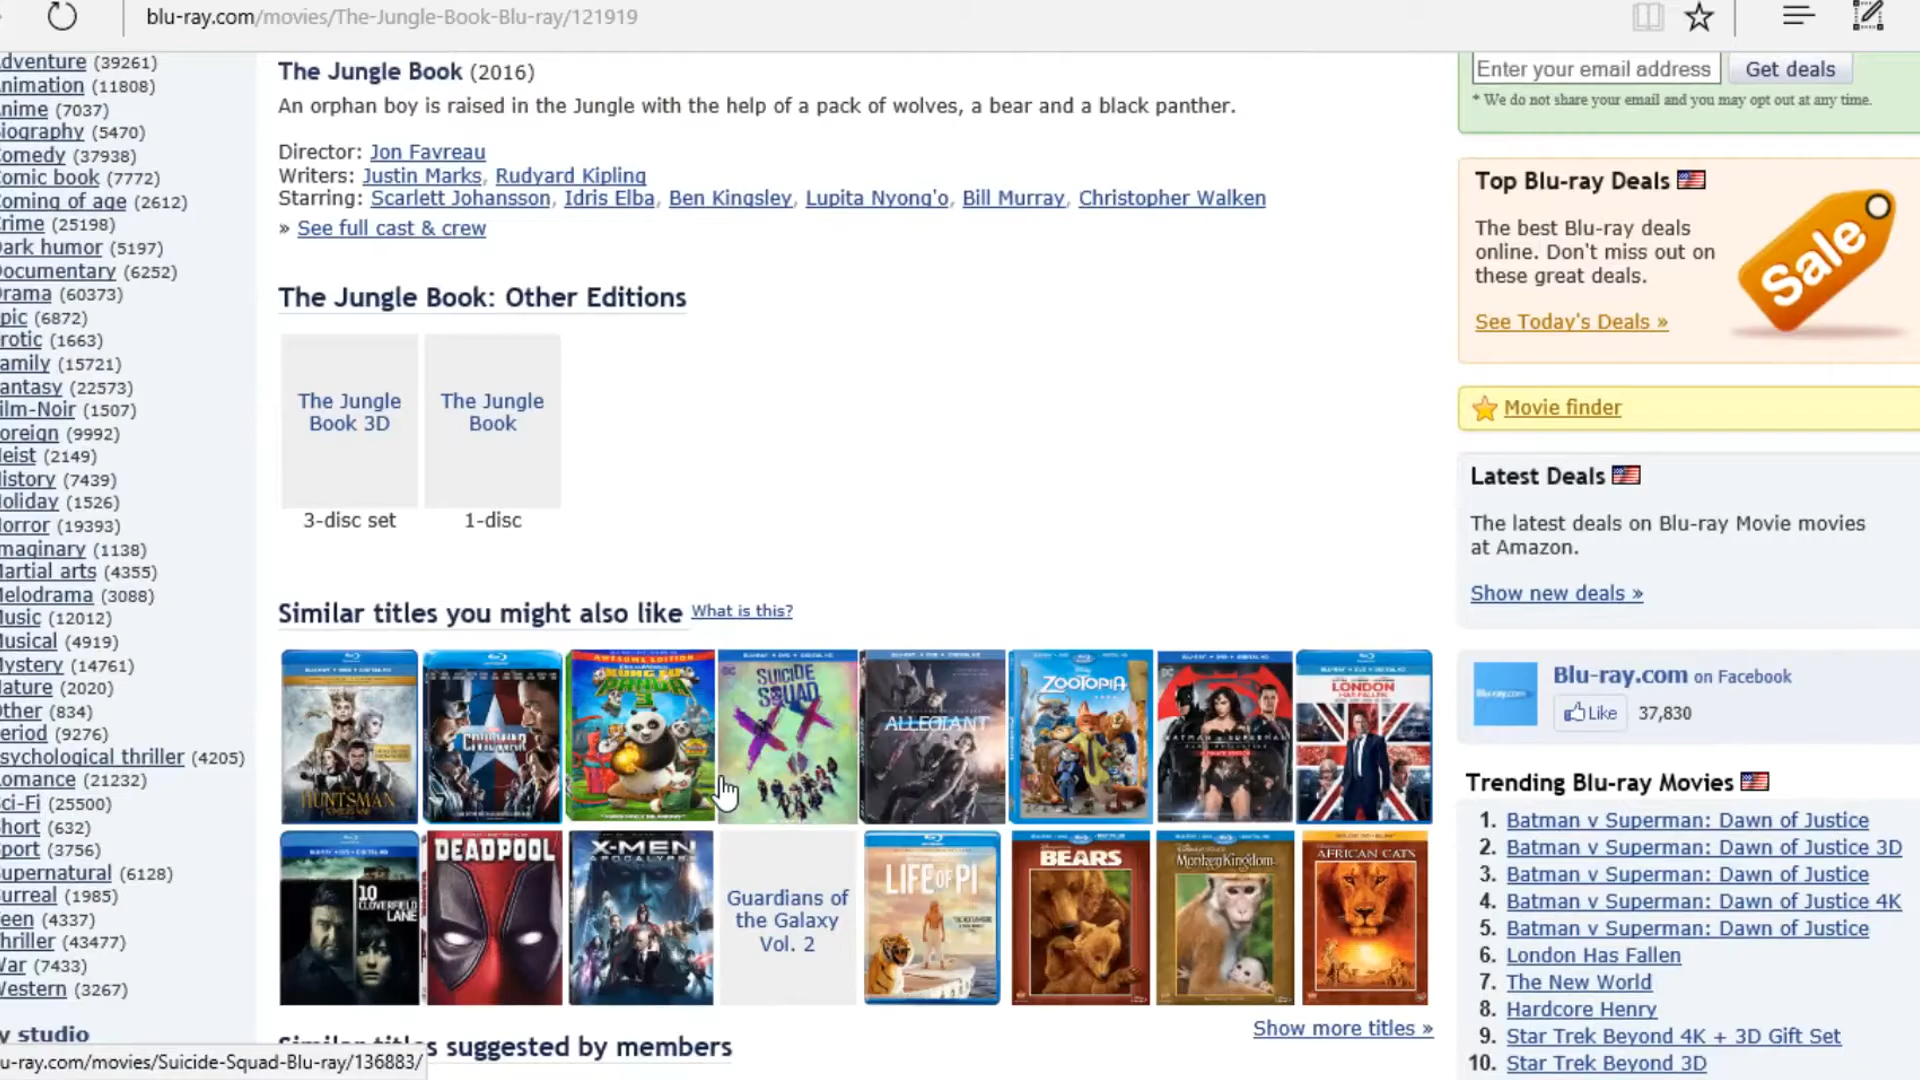 blu-ray.com/movies/The-Jungle-Book-Blu-ray/121919
dventure (39261)
nimation (11808)
nime (7037)
iography (5470)
omedy (37938)
omic book (7772)
oming of age (2612)
rime (25198)
ark humor (5197)
ocumentary (6252)
rama (60373)
pic (6872)
rotic (1663)
amily (15721)
antasy (22573)
ilm-Noir (1507)
oreign (9992)
eist (2149)
istory (7439)
oliday (1526)
orror (19393)
maginary (1138)
artial arts (4355)
elodrama (3088)
usic (12012)
usical (4919)
ystery (14761)
ature (2020)
ther (834)
eriod (9276)
sychological thriller (4205)
omance (21232)
ci-Fi (25500)
hort (632)
port (3756)
upernatural (6128)
urreal (1985)
een (4337)
hriller (43477)
ar (7433)
estern (3267)
y studio
u-ray.com/movies/Suicide-Squad-Blu-ray/136883/
The Jungle Book (2016)
An orphan boy is raised in the Jungle with the help of a pack of wolves, a bear and a black panther.
Director: Jon Favreau
Writers: Justin Marks, Rudyard Kipling
Starring: Scarlett Johansson, Idris Elba, Ben Kingsley, Lupita Nyong'o, Bill Murray, Christopher Walken
» See full cast & crew
The Jungle Book: Other Editions
The Jungle
Book 3D
The Jungle
Book
3-disc set
1-disc
Similar titles you might also like What is this?
HUNTSMAN
CIVIL WAR
AWESOME EDITION
KUNG FU
PANDA
3
SUICIDE
SQUAD
ALLEGIANT
ZOOTOPIA
BATMAN v SUPERMAN
LONDON
HAS FALLEN
10
CLOVERFIELD
LANE
DEADPOOL
X-MEN
APOCALYPSE
Guardians of
the Galaxy
Vol. 2
LIFE OF PI
BEARS
Monkey Kingdom
AFRICAN CATS
Show more titles »
Similar titles suggested by members
Enter your email address
Get deals
* We do not share your email and you may opt out at any time.
Top Blu-ray Deals
The best Blu-ray deals
online. Don't miss out on
these great deals.
See Today's Deals »
Sale
Movie finder
Latest Deals
The latest deals on Blu-ray Movie movies
at Amazon.
Show new deals »
Blu-ray.com
Blu-ray.com on Facebook
Like 37,830
Trending Blu-ray Movies
1. Batman v Superman: Dawn of Justice
2. Batman v Superman: Dawn of Justice 3D
3. Batman v Superman: Dawn of Justice
4. Batman v Superman: Dawn of Justice 4K
5. Batman v Superman: Dawn of Justice
6. London Has Fallen
7. The New World
8. Hardcore Henry
9. Star Trek Beyond 4K + 3D Gift Set
10. Star Trek Beyond 3D